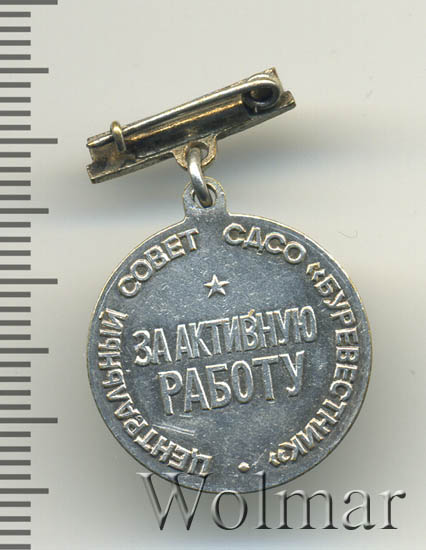 ЦЕНТРАЛЬНЫЙ СОВЕТ СДСО «БУРЕВЕСТНИК»
ЗА АКТИВНУЮ
РАБОТУ
Wolmar